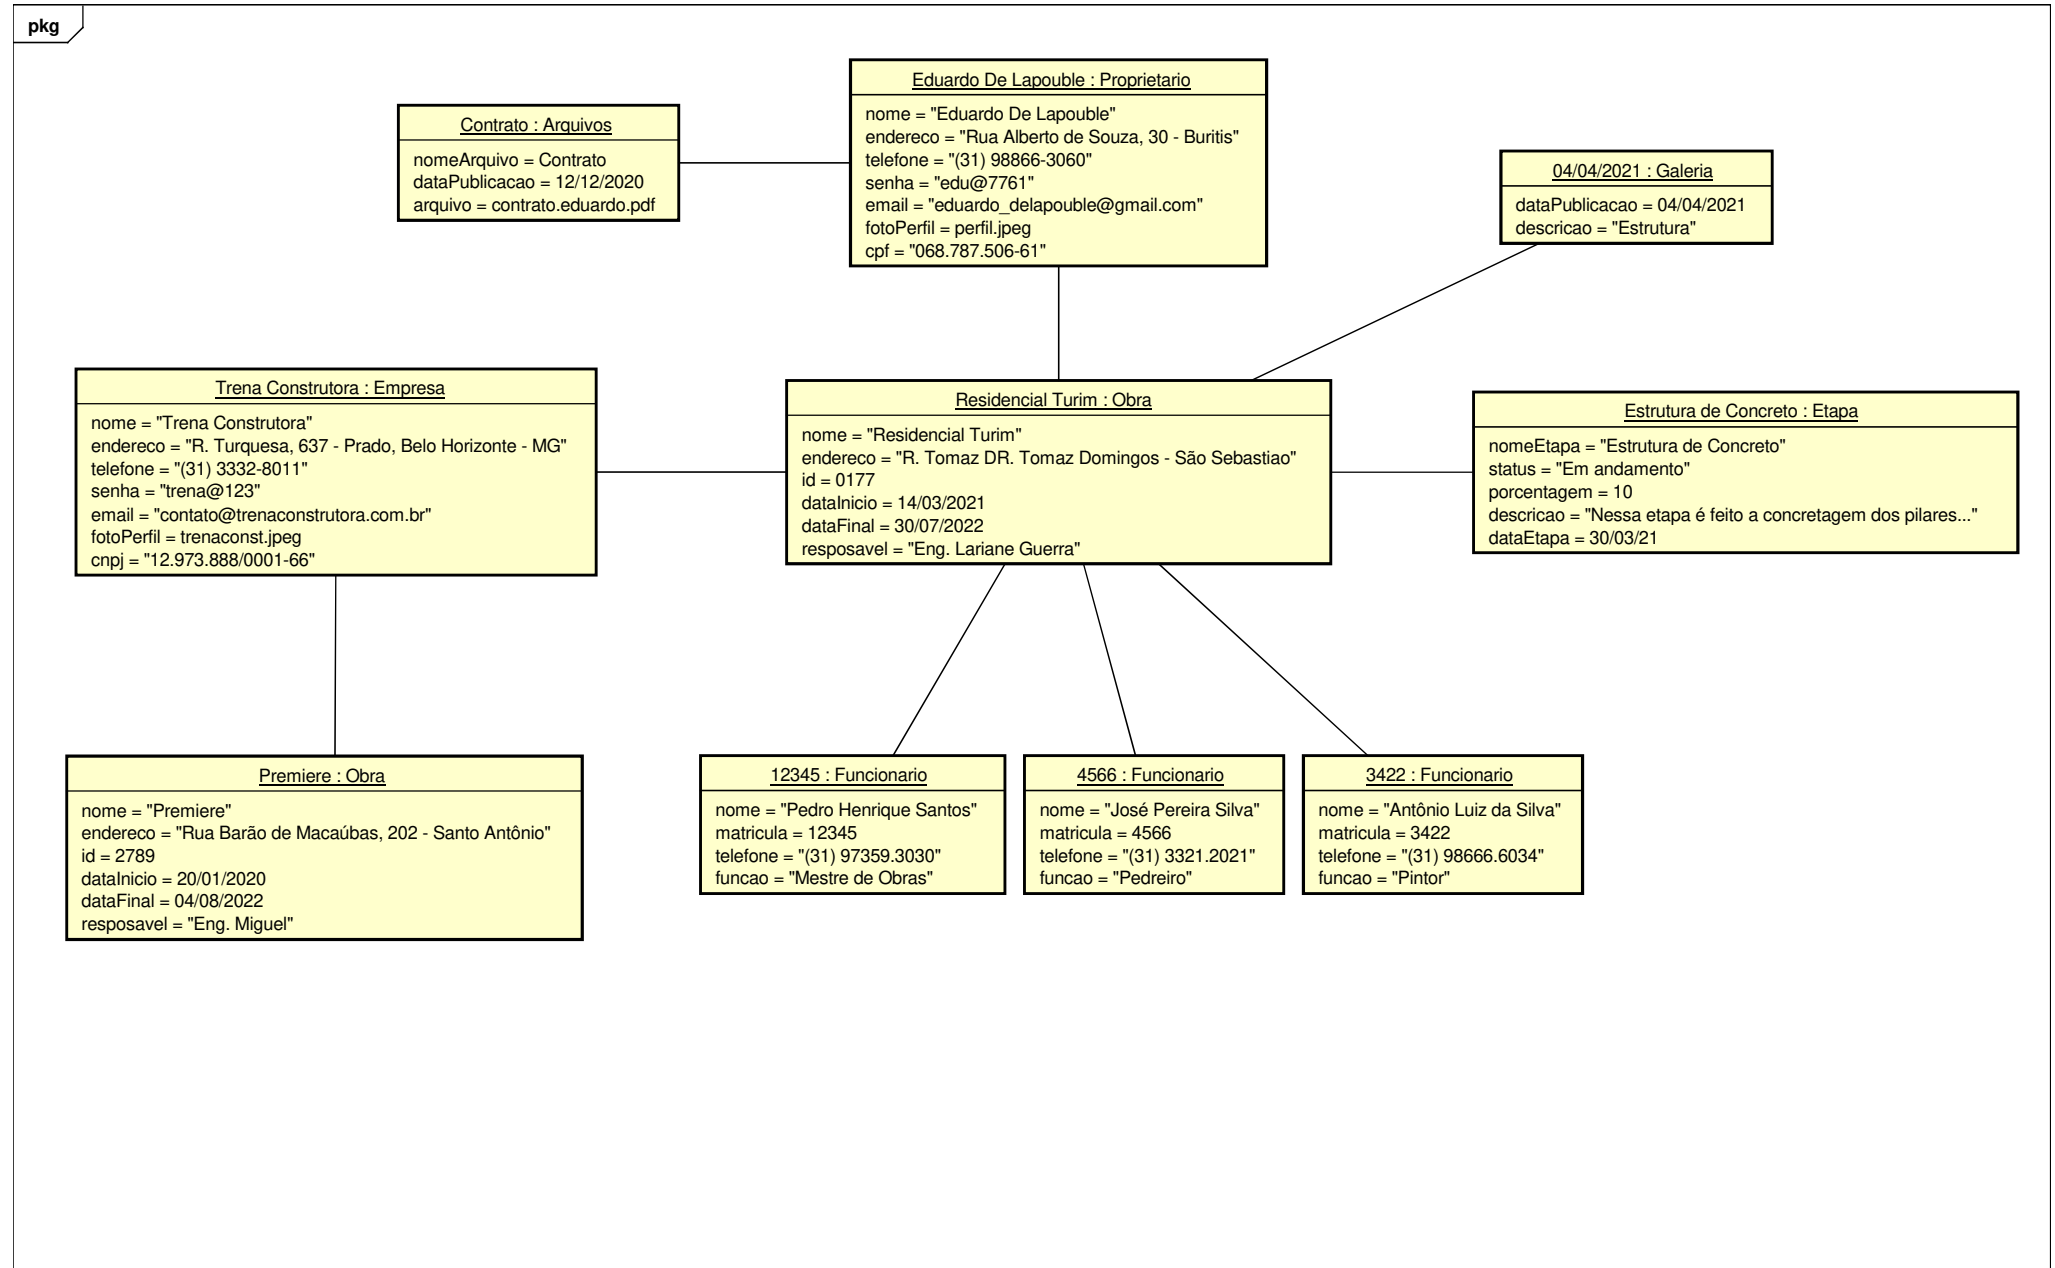 pkg
Eduardo De Lapouble : Proprietario
nome = "Eduardo De Lapouble"
endereco = "Rua Alberto de Souza, 30 - Buritis"
telefone = "(31) 98866-3060"
senha = "edu@7761"
email = "eduardo_delapouble@gmail.com"
fotoPerfil = perfil.jpeg
cpf = "068.787.506-61"
Contrato : Arquivos
nomeArquivo = Contrato
dataPublicacao = 12/12/2020
arquivo = contrato.eduardo.pdf
04/04/2021 : Galeria
dataPublicacao = 04/04/2021
descricao = "Estrutura"
Trena Construtora : Empresa
nome = "Trena Construtora"
endereco = "R. Turquesa, 637 - Prado, Belo Horizonte - MG"
telefone = "(31) 3332-8011"
senha = "trena@123"
email = "contato@trenaconstrutora.com.br"
fotoPerfil = trenaconst.jpeg
cnpj = "12.973.888/0001-66"
Residencial Turim : Obra
nome = "Residencial Turim"
endereco = "R. Tomaz DR. Tomaz Domingos - São Sebastiao"
id = 0177
dataInicio = 14/03/2021
dataFinal = 30/07/2022
resposavel = "Eng. Lariane Guerra"
Estrutura de Concreto : Etapa
nomeEtapa = "Estrutura de Concreto"
status = "Em andamento"
porcentagem = 10
descricao = "Nessa etapa é feito a concretagem dos pilares..."
dataEtapa = 30/03/21
Premiere : Obra
nome = "Premiere"
endereco = "Rua Barão de Macaúbas, 202 - Santo Antônio"
id = 2789
dataInicio = 20/01/2020
dataFinal = 04/08/2022
resposavel = "Eng. Miguel"
12345 : Funcionario
nome = "Pedro Henrique Santos"
matricula = 12345
telefone = "(31) 97359.3030"
funcao = "Mestre de Obras"
4566 : Funcionario
nome = "José Pereira Silva"
matricula = 4566
telefone = "(31) 3321.2021"
funcao = "Pedreiro"
3422 : Funcionario
nome = "Antônio Luiz da Silva"
matricula = 3422
telefone = "(31) 98666.6034"
funcao = "Pintor"